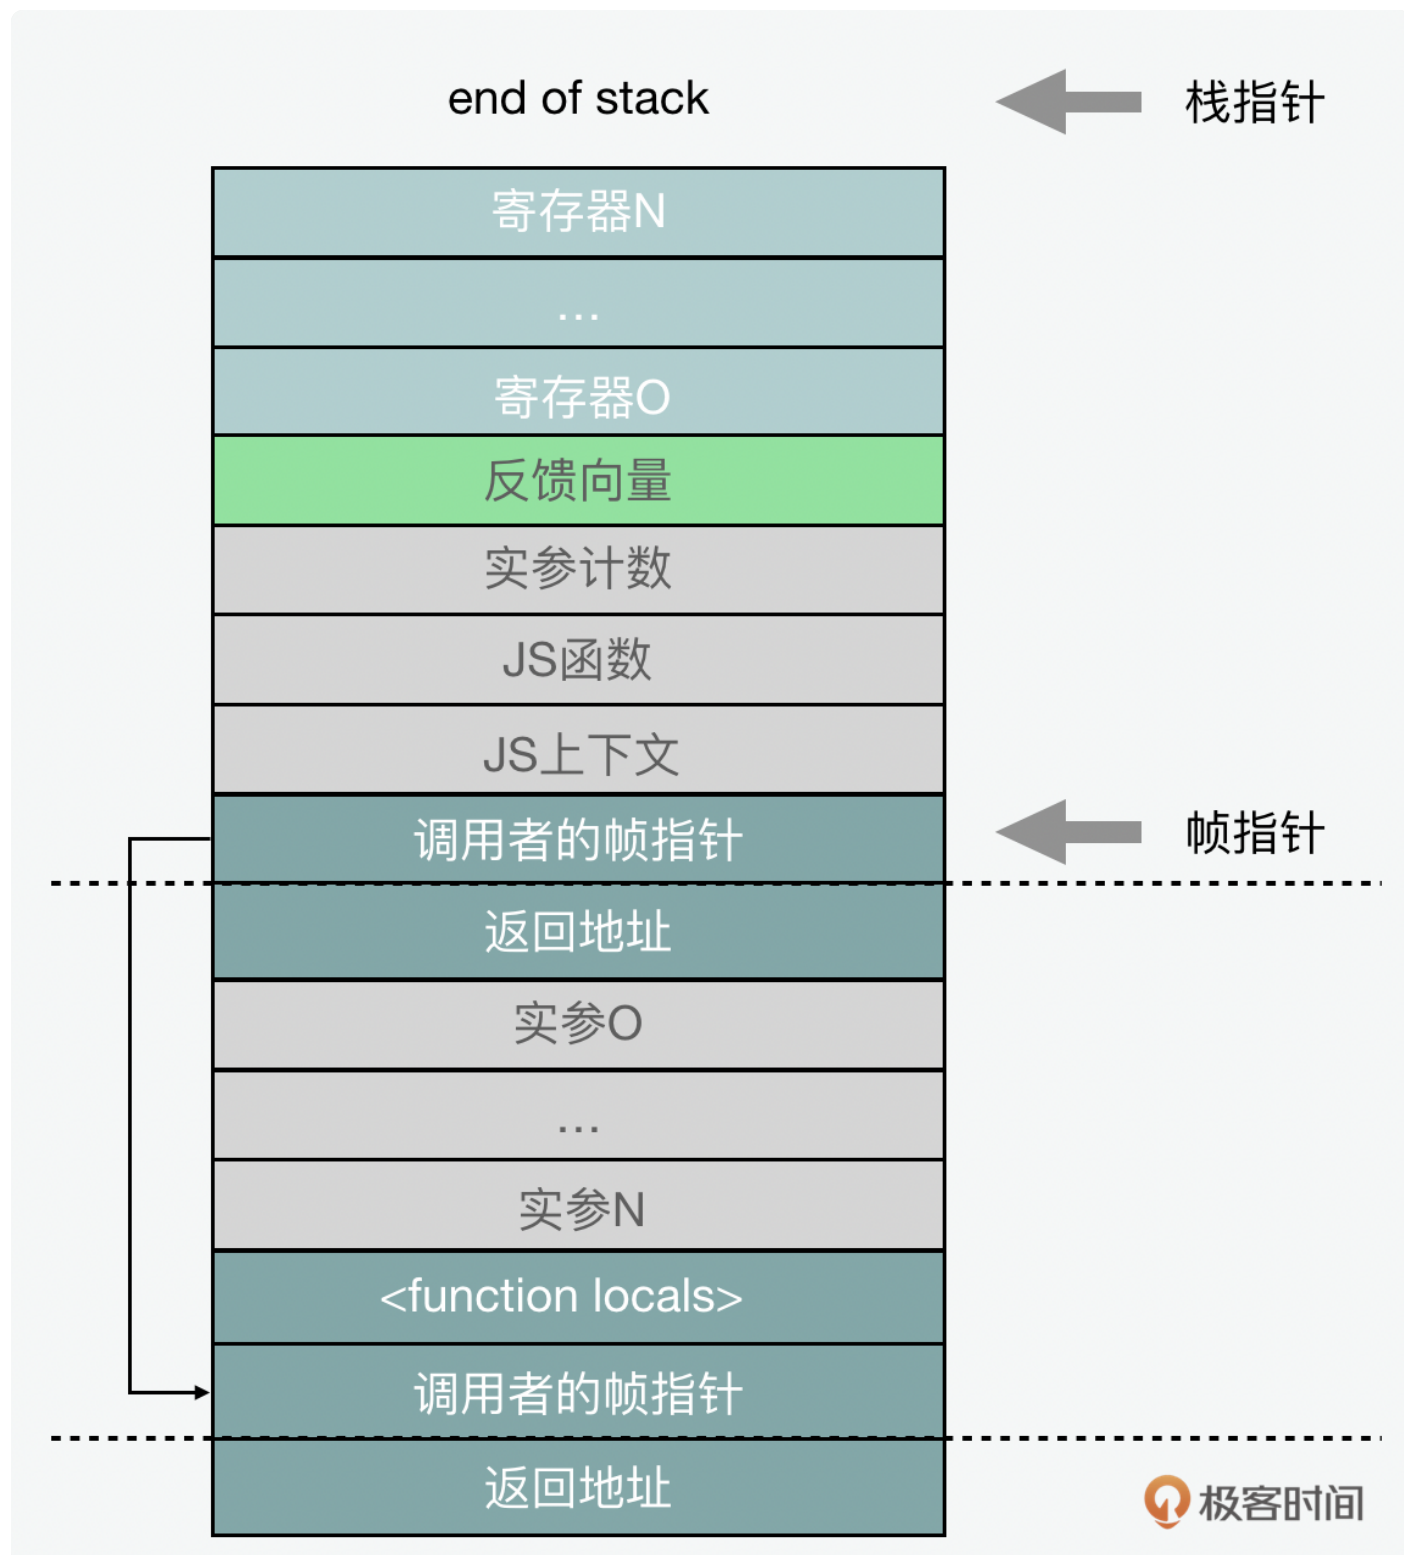 end of stack
栈指针
寄存器N
...
寄存器O
反馈向量
实参计数
JS函数
JS上下文
调用者的帧指针
帧指针
返回地址
实参O
...
实参N
<function locals>
调用者的帧指针
返回地址
极客时间